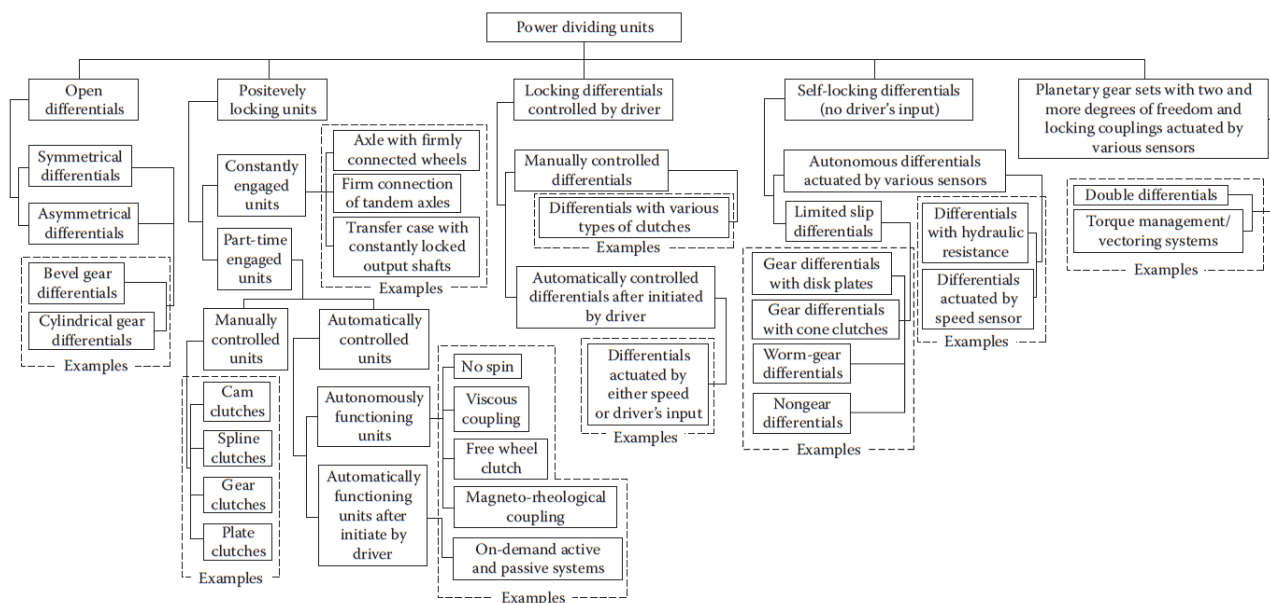 Power dividing units
Open
differentials
Symmetrical
differentials
Asymmetrical
differentials
Bevel gear
differentials
Cylindrical gear
differentials
Examples
Positevely
locking units
Constantly
engaged
units
Axle with firmly
connected wheels
Firm connection
of tandem axles
Transfer case with
constantly locked
output shafts
Examples
Part-time
engaged
units
Manually
controlled
units
Cam
clutches
Spline
clutches
Gear
clutches
Plate
clutches
Examples
Automatically
controlled
units
Autonomously
functioning
units
Automatically
functioning
units after
initiate by
driver
No spin
Viscous
coupling
Free wheel
clutch
Magneto-rheological
coupling
On-demand active
and passive systems
Examples
Locking differentials
controlled by driver
Manually controlled
differentials
Differentials with various
types of clutches
Examples
Automatically controlled
differentials after initiated
by driver
Differentials
actuated by
either speed
or driver's input
Examples
Self-locking differentials
(no driver's input)
Autonomous differentials
actuated by various sensors
Limited slip
differentials
Gear differentials
with disk plates
Gear differentials
with cone clutches
Worm-gear
differentials
Nongear
differentials
Examples
Differentials
with hydraulic
resistance
Differentials
actuated by
speed sensor
Examples
Planetary gear sets with two
and more degrees of freedom and
locking couplings actuated by
various sensors
Double differentials
Torque management/
vectoring systems
Examples